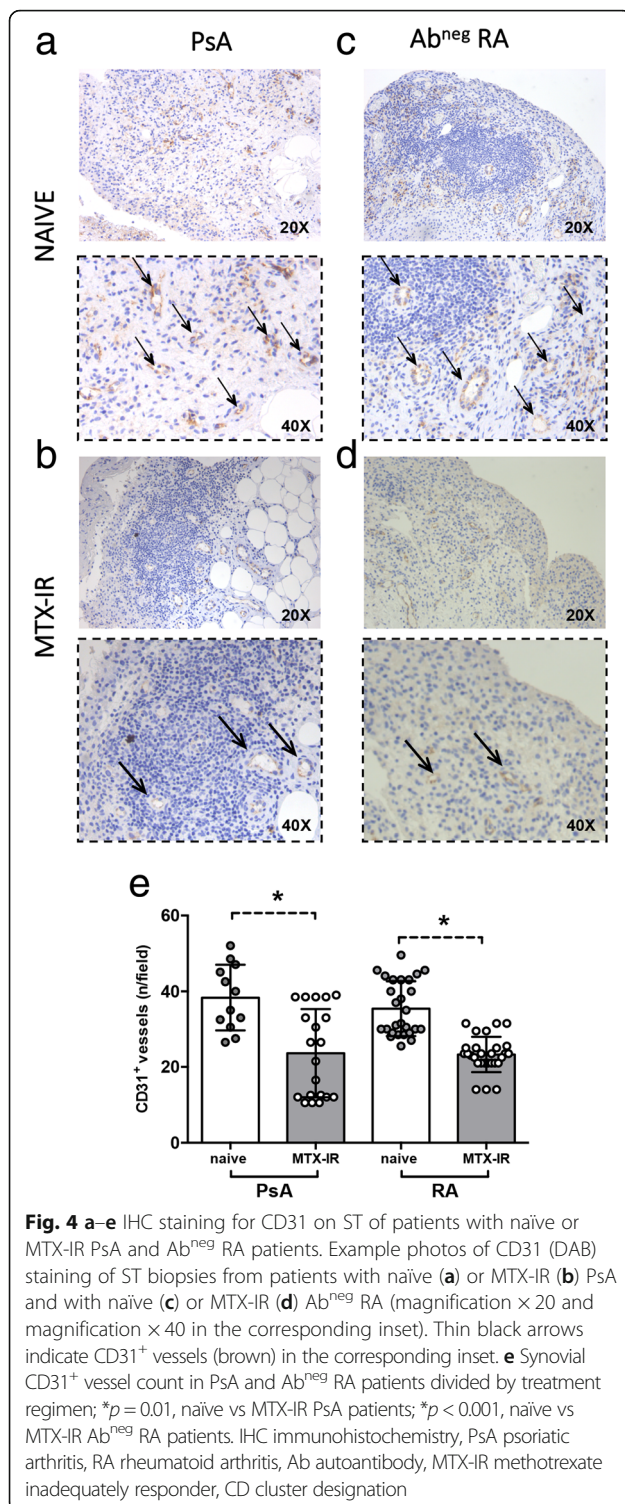 PsA
Ab^neg RA
a
c
NAIVE
20X
20X
40X
40X
b
d
MTX-IR
20X
20X
40X
40X
e
*
*
CD31⁺ vessels (n/field)
60
40
20
0
naive
MTX-IR
naive
MTX-IR
PsA
RA
Fig. 4 a–e IHC staining for CD31 on ST of patients with naïve or
MTX-IR PsA and Ab^neg RA patients. Example photos of CD31 (DAB)
staining of ST biopsies from patients with naïve (a) or MTX-IR (b) PsA
and with naïve (c) or MTX-IR (d) Ab^neg RA (magnification × 20 and
magnification × 40 in the corresponding inset). Thin black arrows
indicate CD31⁺ vessels (brown) in the corresponding inset. e Synovial
CD31⁺ vessel count in PsA and Ab^neg RA patients divided by treatment
regimen; *p = 0.01, naïve vs MTX-IR PsA patients; *p < 0.001, naïve vs
MTX-IR Ab^neg RA patients. IHC immunohistochemistry, PsA psoriatic
arthritis, RA rheumatoid arthritis, Ab autoantibody, MTX-IR methotrexate
inadequately responder, CD cluster designation